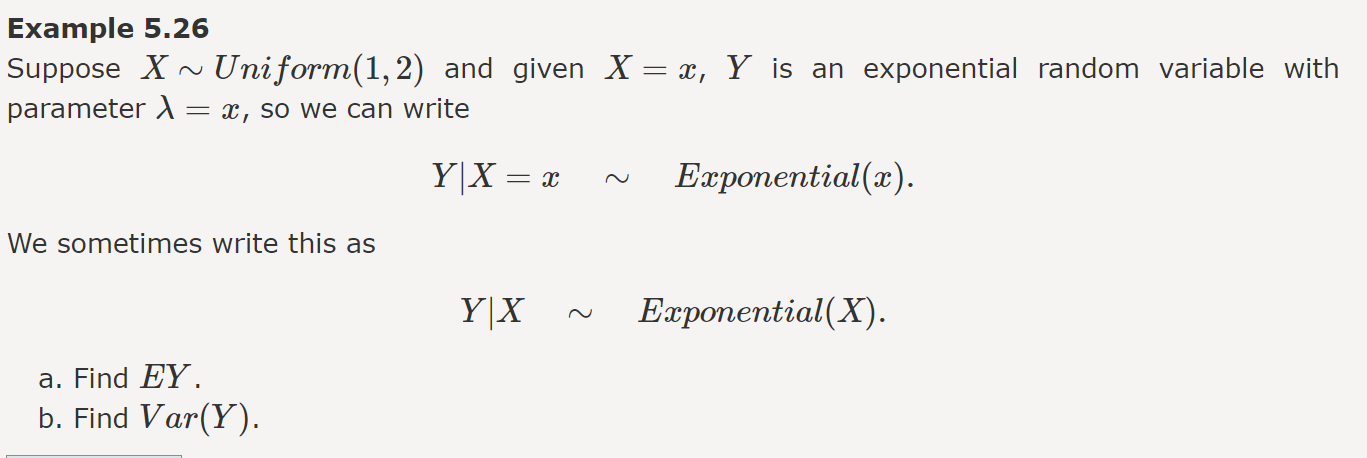 Example 5.26
Suppose X ∼ Uniform(1, 2) and given X = x, Y is an exponential random variable with
parameter λ = x, so we can write
Y|X = x ∼ Exponential(x).
We sometimes write this as
Y|X ∼ Exponential(X).
a. Find EY.
b. Find Var(Y).